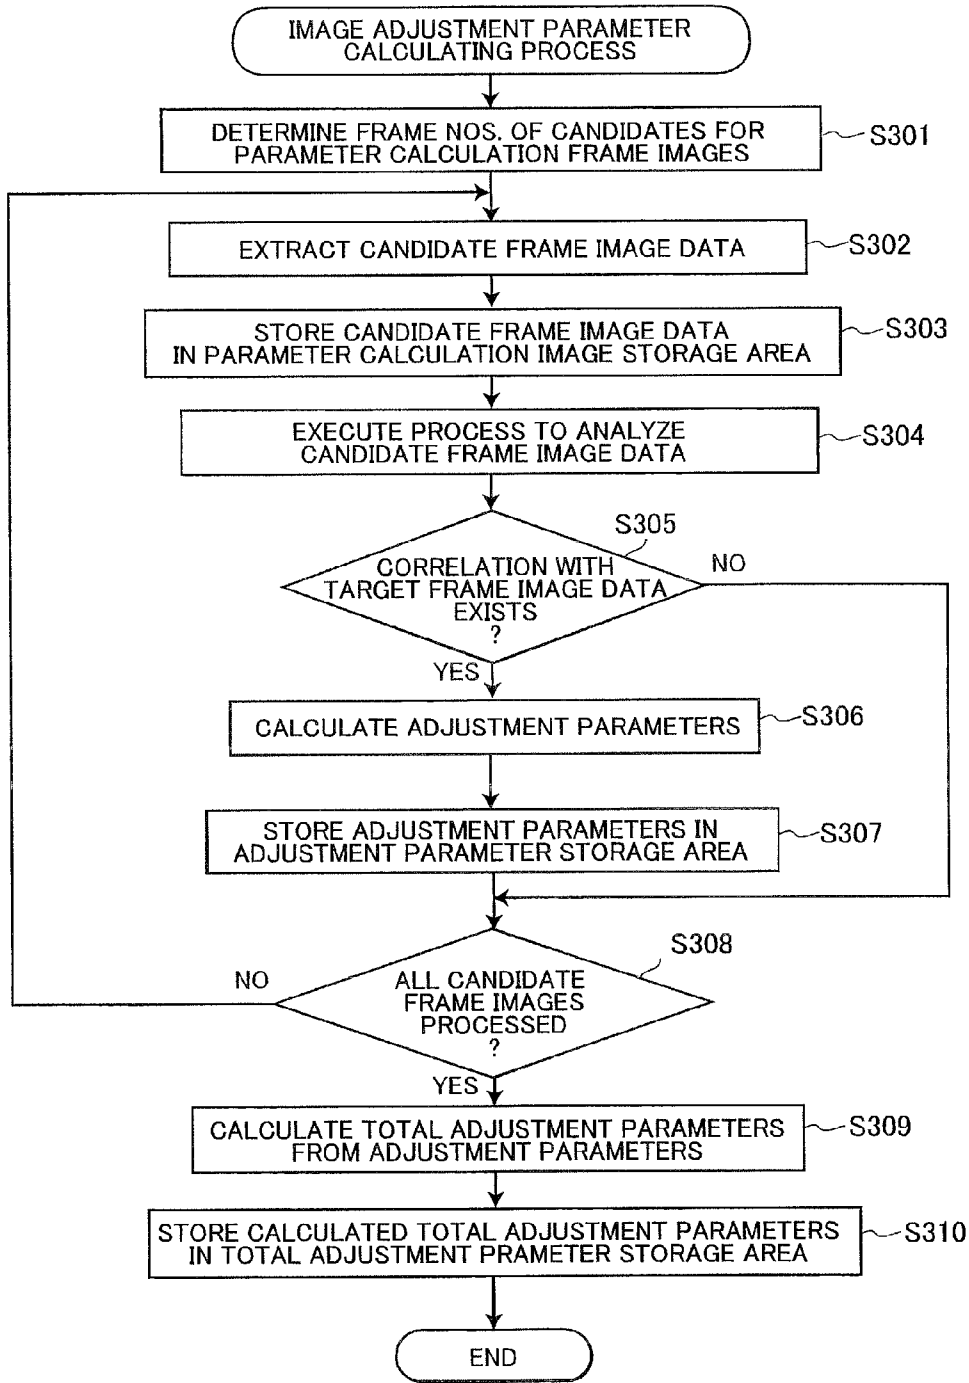 IMAGE ADJUSTMENT PARAMETER
CALCULATING PROCESS
DETERMINE FRAME NOS. OF CANDIDATES FOR
PARAMETER CALCULATION FRAME IMAGES
S301
EXTRACT CANDIDATE FRAME IMAGE DATA
S302
STORE CANDIDATE FRAME IMAGE DATA
IN PARAMETER CALCULATION IMAGE STORAGE AREA
S303
EXECUTE PROCESS TO ANALYZE
CANDIDATE FRAME IMAGE DATA
S304
S305
CORRELATION WITH
TARGET FRAME IMAGE DATA
EXISTS
?
NO
YES
CALCULATE ADJUSTMENT PARAMETERS
S306
STORE ADJUSTMENT PARAMETERS IN
ADJUSTMENT PARAMETER STORAGE AREA
S307
S308
NO
ALL CANDIDATE
FRAME IMAGES
PROCESSED
?
YES
CALCULATE TOTAL ADJUSTMENT PARAMETERS
FROM ADJUSTMENT PARAMETERS
S309
STORE CALCULATED TOTAL ADJUSTMENT PARAMETERS
IN TOTAL ADJUSTMENT PRAMETER STORAGE AREA
S310
END